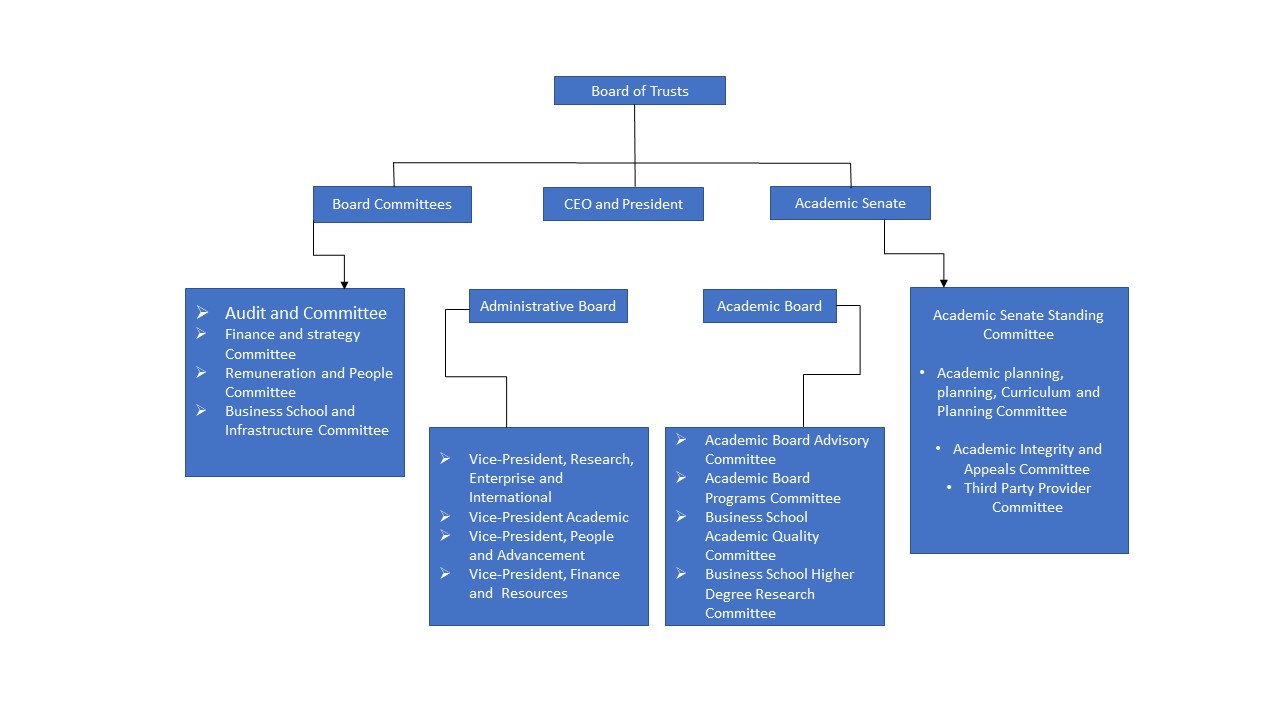 Board of Trusts
Board Committees
CEO and President
Academic Senate
Audit and Committee
Finance and strategy
Committee
Remuneration and People
Committee
Business School and
Infrastructure Committee
Administrative Board
Academic Board
Academic Senate Standing
Committee
Academic planning,
planning, Curriculum and
Planning Committee
Academic Integrity and
Appeals Committee
Third Party Provider
Committee
Vice-President, Research,
Enterprise and
International
Vice-President Academic
Vice-President, People
and Advancement
Vice-President, Finance
and Resources
Academic Board Advisory
Committee
Academic Board
Programs Committee
Business School
Academic Quality
Committee
Business School Higher
Degree Research
Committee